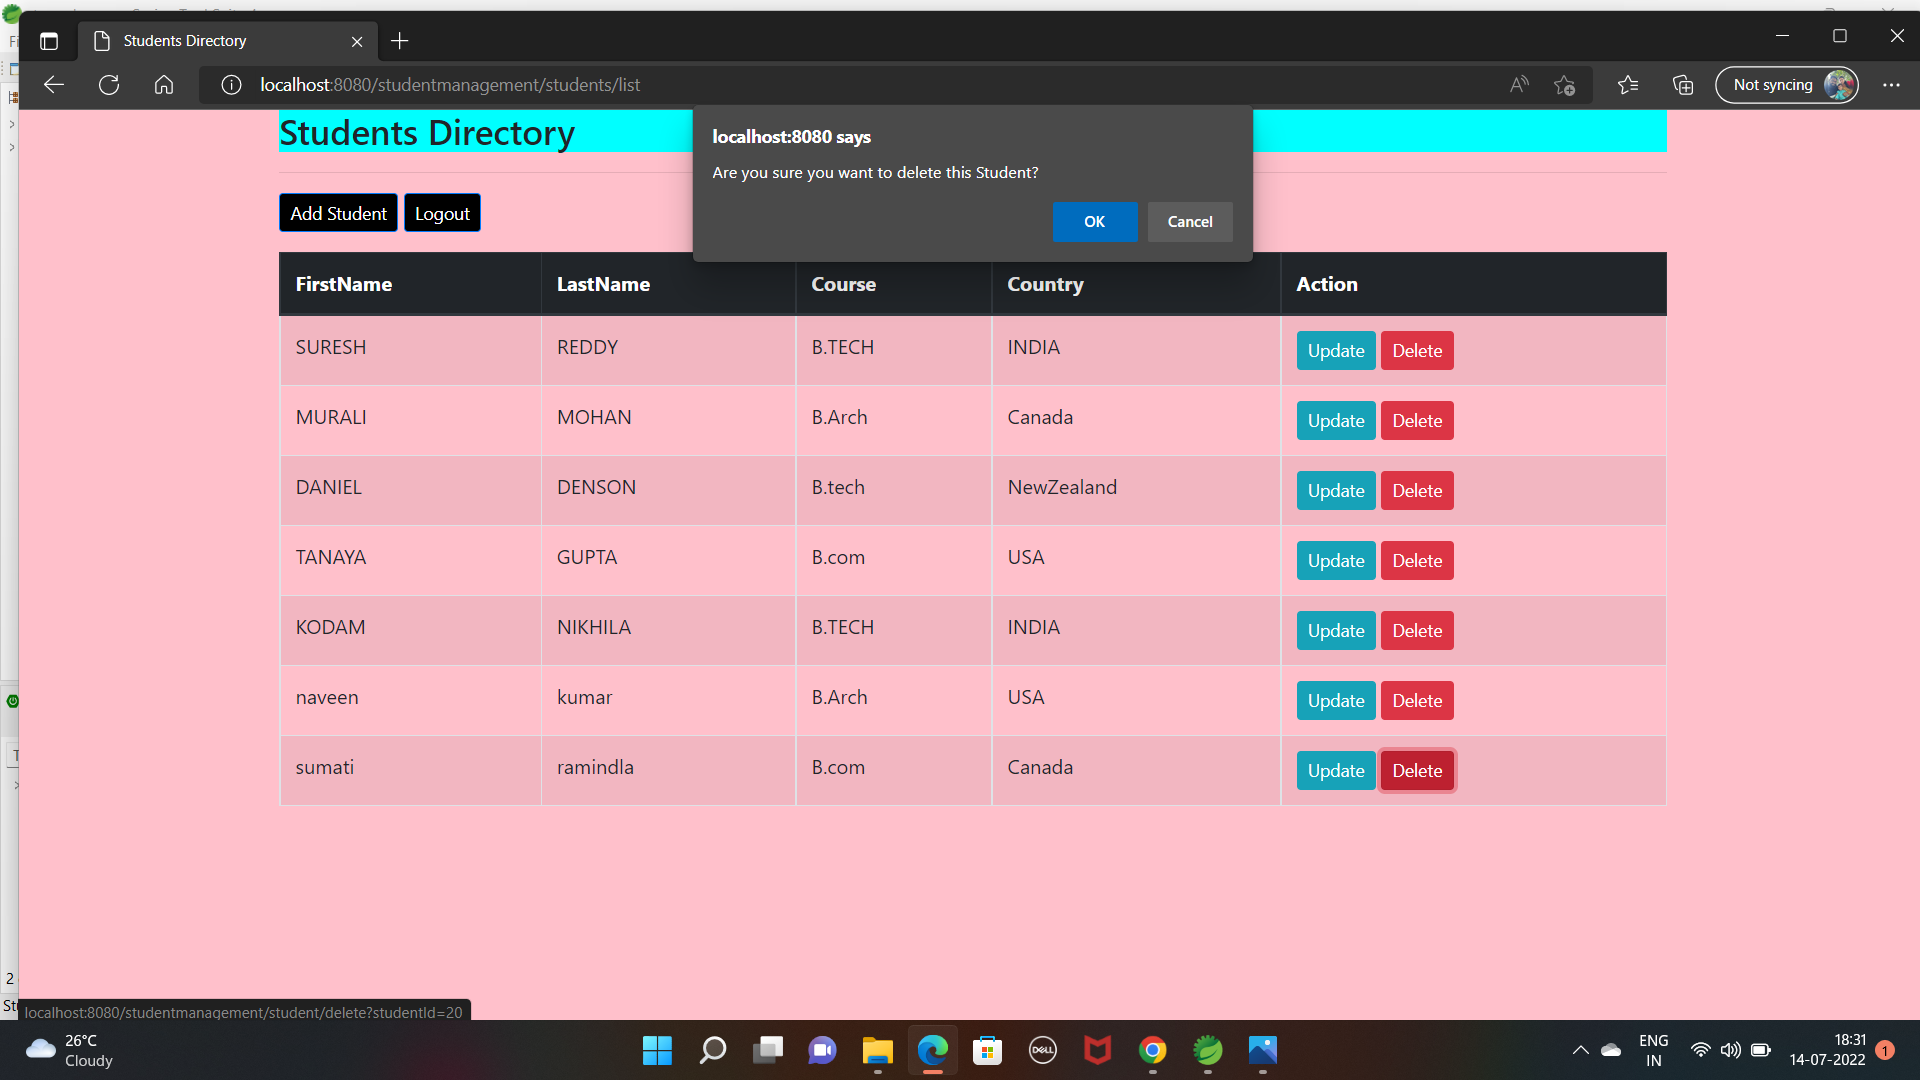 Students Directory
localhost:8080/studentmanagement/students/list
Not syncing
Students Directory
localhost:8080 says
Are you sure you want to delete this Student?
OK Cancel
Add Student Logout
FirstName LastName Course Country Action
SURESH REDDY B.TECH INDIA Update Delete
MURALI MOHAN B.Arch Canada Update Delete
DANIEL DENSON B.tech NewZealand Update Delete
TANAYA GUPTA B.com USA Update Delete
KODAM NIKHILA B.TECH INDIA Update Delete
naveen kumar B.Arch USA Update Delete
sumati ramindla B.com Canada Update Delete
2
localhost:8080/studentmanagement/student/delete?studentId=20
26°C
Cloudy
DELL
ENG
IN
18:31
14-07-2022
1